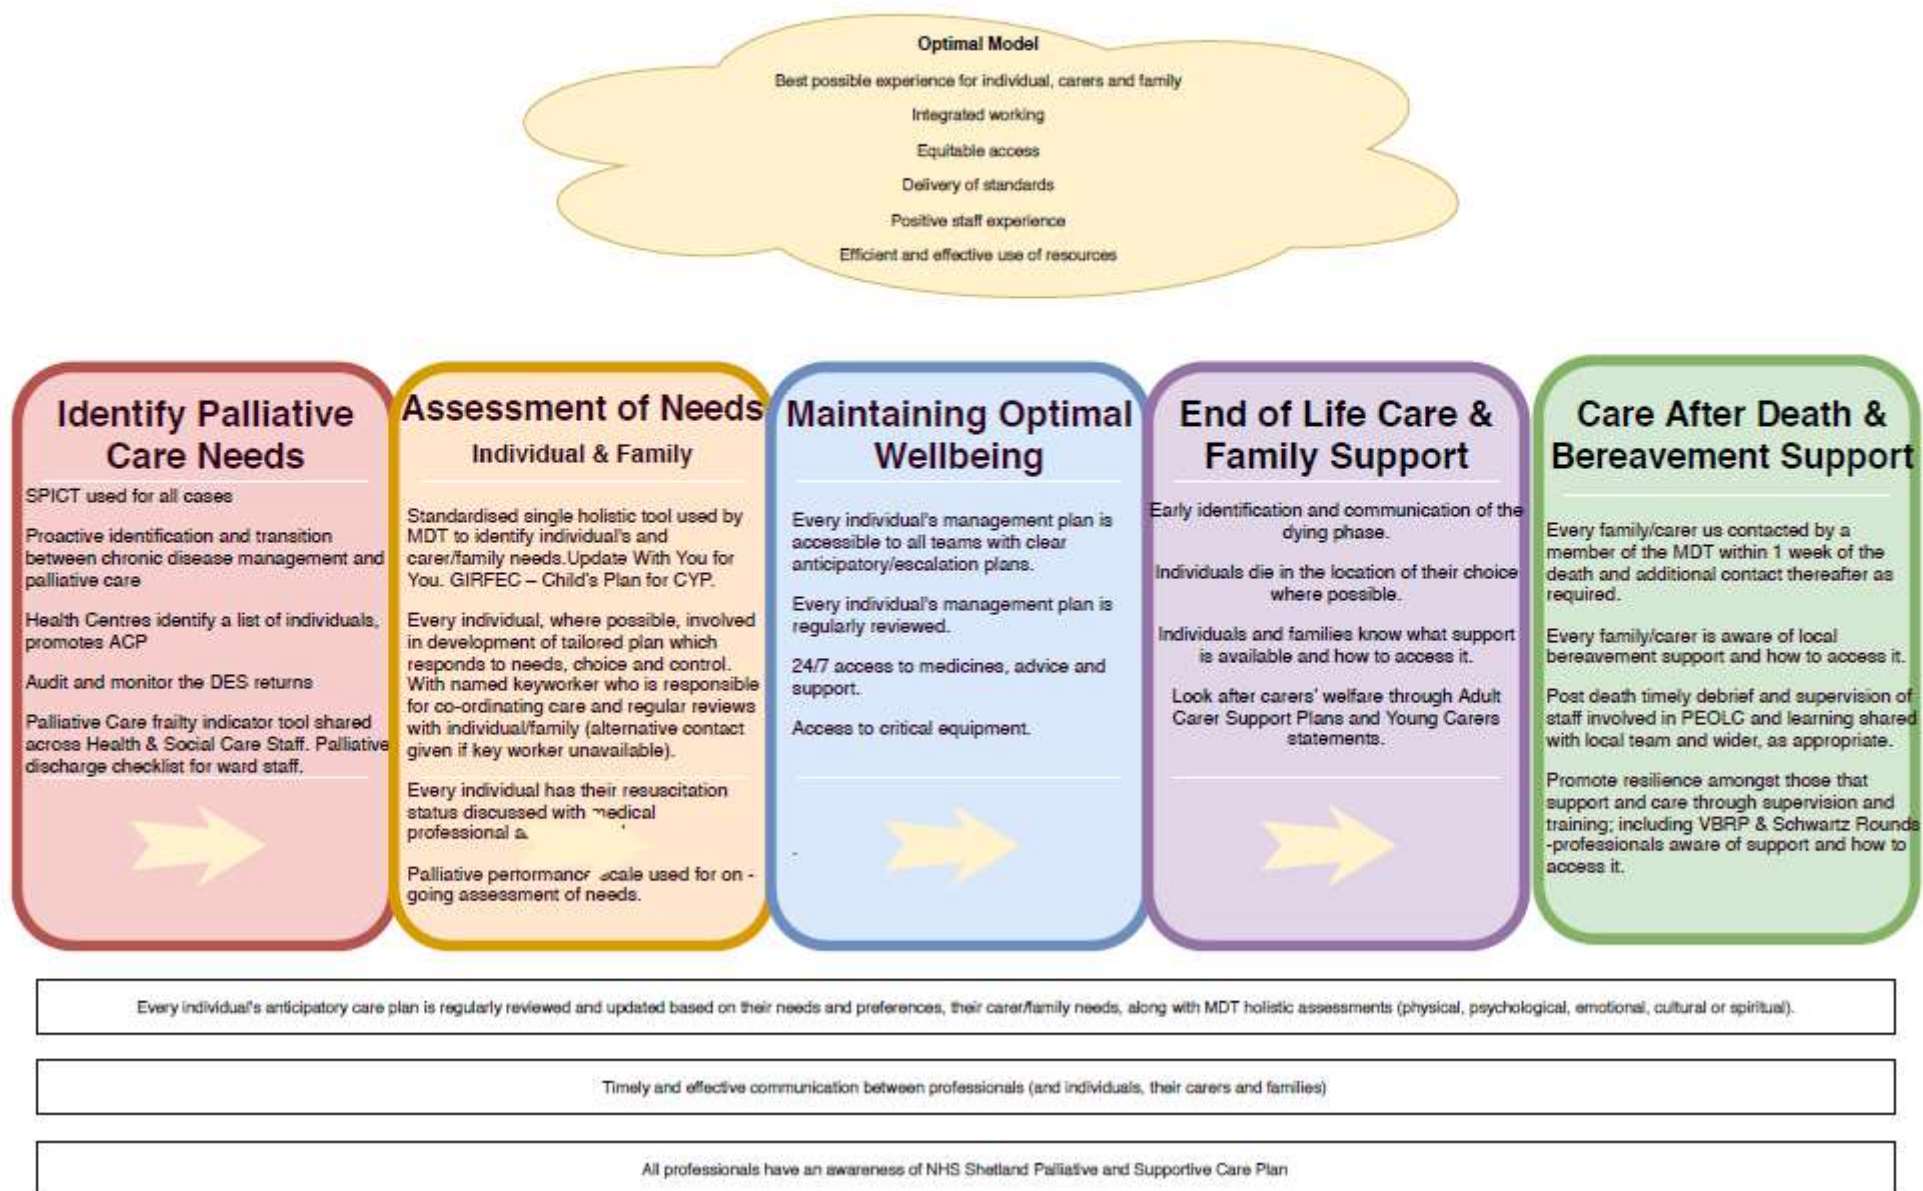 Optimal Model
Best possible experience for individual, carers and family
Integrated working
Equitable access
Delivery of standards
Positive staff experience
Efficient and effective use of resources
Identify Palliative
Care Needs
SPICT used for all cases
Proactive identification and transition
between chronic disease management and
palliative care
Health Centres identify a list of individuals,
promotes ACP
Audit and monitor the DES returns
Palliative Care frailty indicator tool shared
across Health & Social Care Staff. Palliative
discharge checklist for ward staff.
Assessment of Needs
Individual & Family
Standardised single holistic tool used by
MDT to identify individual's and
carer/family needs.Update With You for
You. GIRFEC – Child's Plan for CYP.
Every individual, where possible, involved
in development of tailored plan which
responds to needs, choice and control.
With named keyworker who is responsible
for co-ordinating care and regular reviews
with individual/family (alternative contact
given if key worker unavailable).
Every individual has their resuscitation
status discussed with medical
professional
Palliative performance scale used for on -
going assessment of needs.
Maintaining Optimal
Wellbeing
Every individual's management plan is
accessible to all teams with clear
anticipatory/escalation plans.
Every individual's management plan is
regularly reviewed.
24/7 access to medicines, advice and
support.
Access to critical equipment.
-
End of Life Care &
Family Support
Early identification and communication of the
dying phase.
Individuals die in the location of their choice
where possible.
Individuals and families know what support
is available and how to access it.
Look after carers' welfare through Adult
Carer Support Plans and Young Carers
statements.
Care After Death &
Bereavement Support
Every family/carer us contacted by a
member of the MDT within 1 week of the
death and additional contact thereafter as
required.
Every family/carer is aware of local
bereavement support and how to access it.
Post death timely debrief and supervision of
staff involved in PEOLC and learning shared
with local team and wider, as appropriate.
Promote resilience amongst those that
support and care through supervision and
training; including VBRP & Schwartz Rounds
-professionals aware of support and how to
access it.
Every individual's anticipatory care plan is regularly reviewed and updated based on their needs and preferences, their carer/family needs, along with MDT holistic assessments (physical, psychological, emotional, cultural or spiritual).
Timely and effective communication between professionals (and individuals, their carers and families)
All professionals have an awareness of NHS Shetland Palliative and Supportive Care Plan